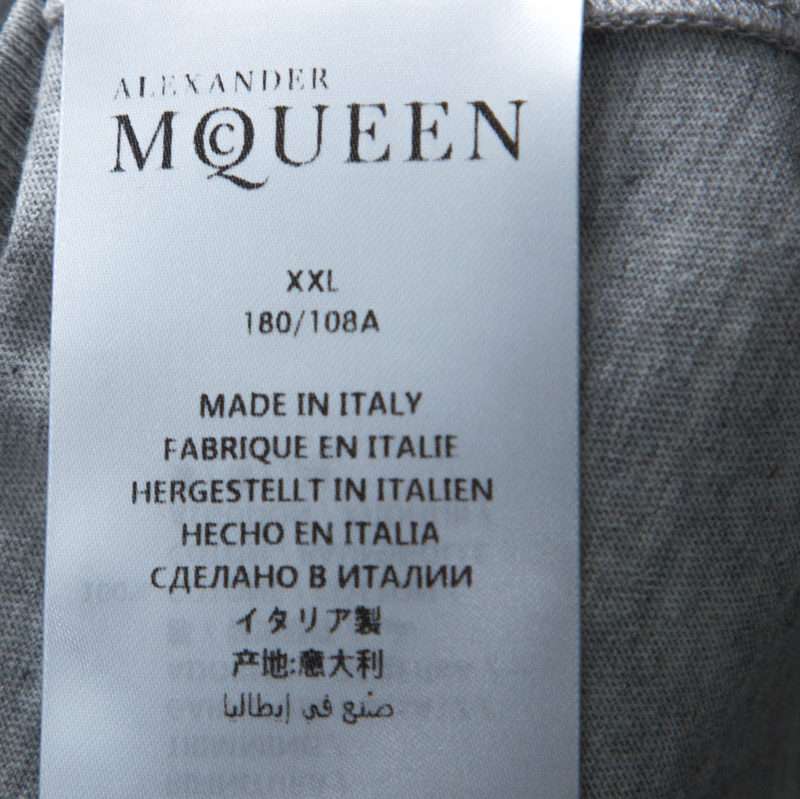 ALEXANDER
MCQUEEN
XXL
180/108A
MADE IN ITALY
FABRIQUE EN ITALIE
HERGESTELLT IN ITALIEN
HECHO EN ITALIA
СДЕЛАНО В ИТАЛИИ
イタリア製
产地:意大利
صنع في إيطاليا